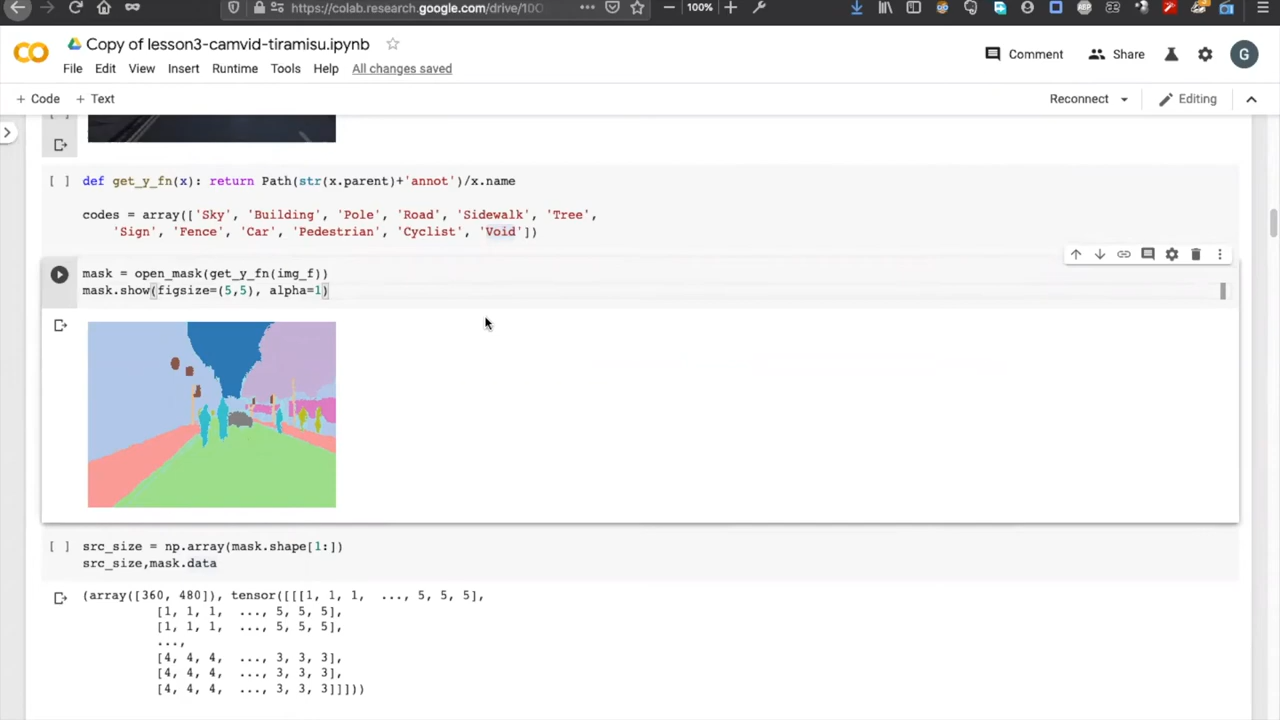 https://colab.research.google.com/drive/100
100%
Copy of lesson3-camvid-tiramisu.ipynb
Comment
Share
G
File Edit View Insert Runtime Tools Help All changes saved
+ Code + Text
Reconnect
Editing
[ ] def get_y_fn(x): return Path(str(x.parent)+'annot')/x.name
codes = array(['Sky', 'Building', 'Pole', 'Road', 'Sidewalk', 'Tree',
'Sign', 'Fence', 'Car', 'Pedestrian', 'Cyclist', 'Void'])
mask = open_mask(get_y_fn(img_f))
mask.show(figsize=(5,5), alpha=1)
[ ] src_size = np.array(mask.shape[1:])
src_size,mask.data
(array([360, 480]), tensor([[[1, 1, 1, ..., 5, 5, 5],
[1, 1, 1, ..., 5, 5, 5],
[1, 1, 1, ..., 5, 5, 5],
...,
[4, 4, 4, ..., 3, 3, 3],
[4, 4, 4, ..., 3, 3, 3],
[4, 4, 4, ..., 3, 3, 3]]]))